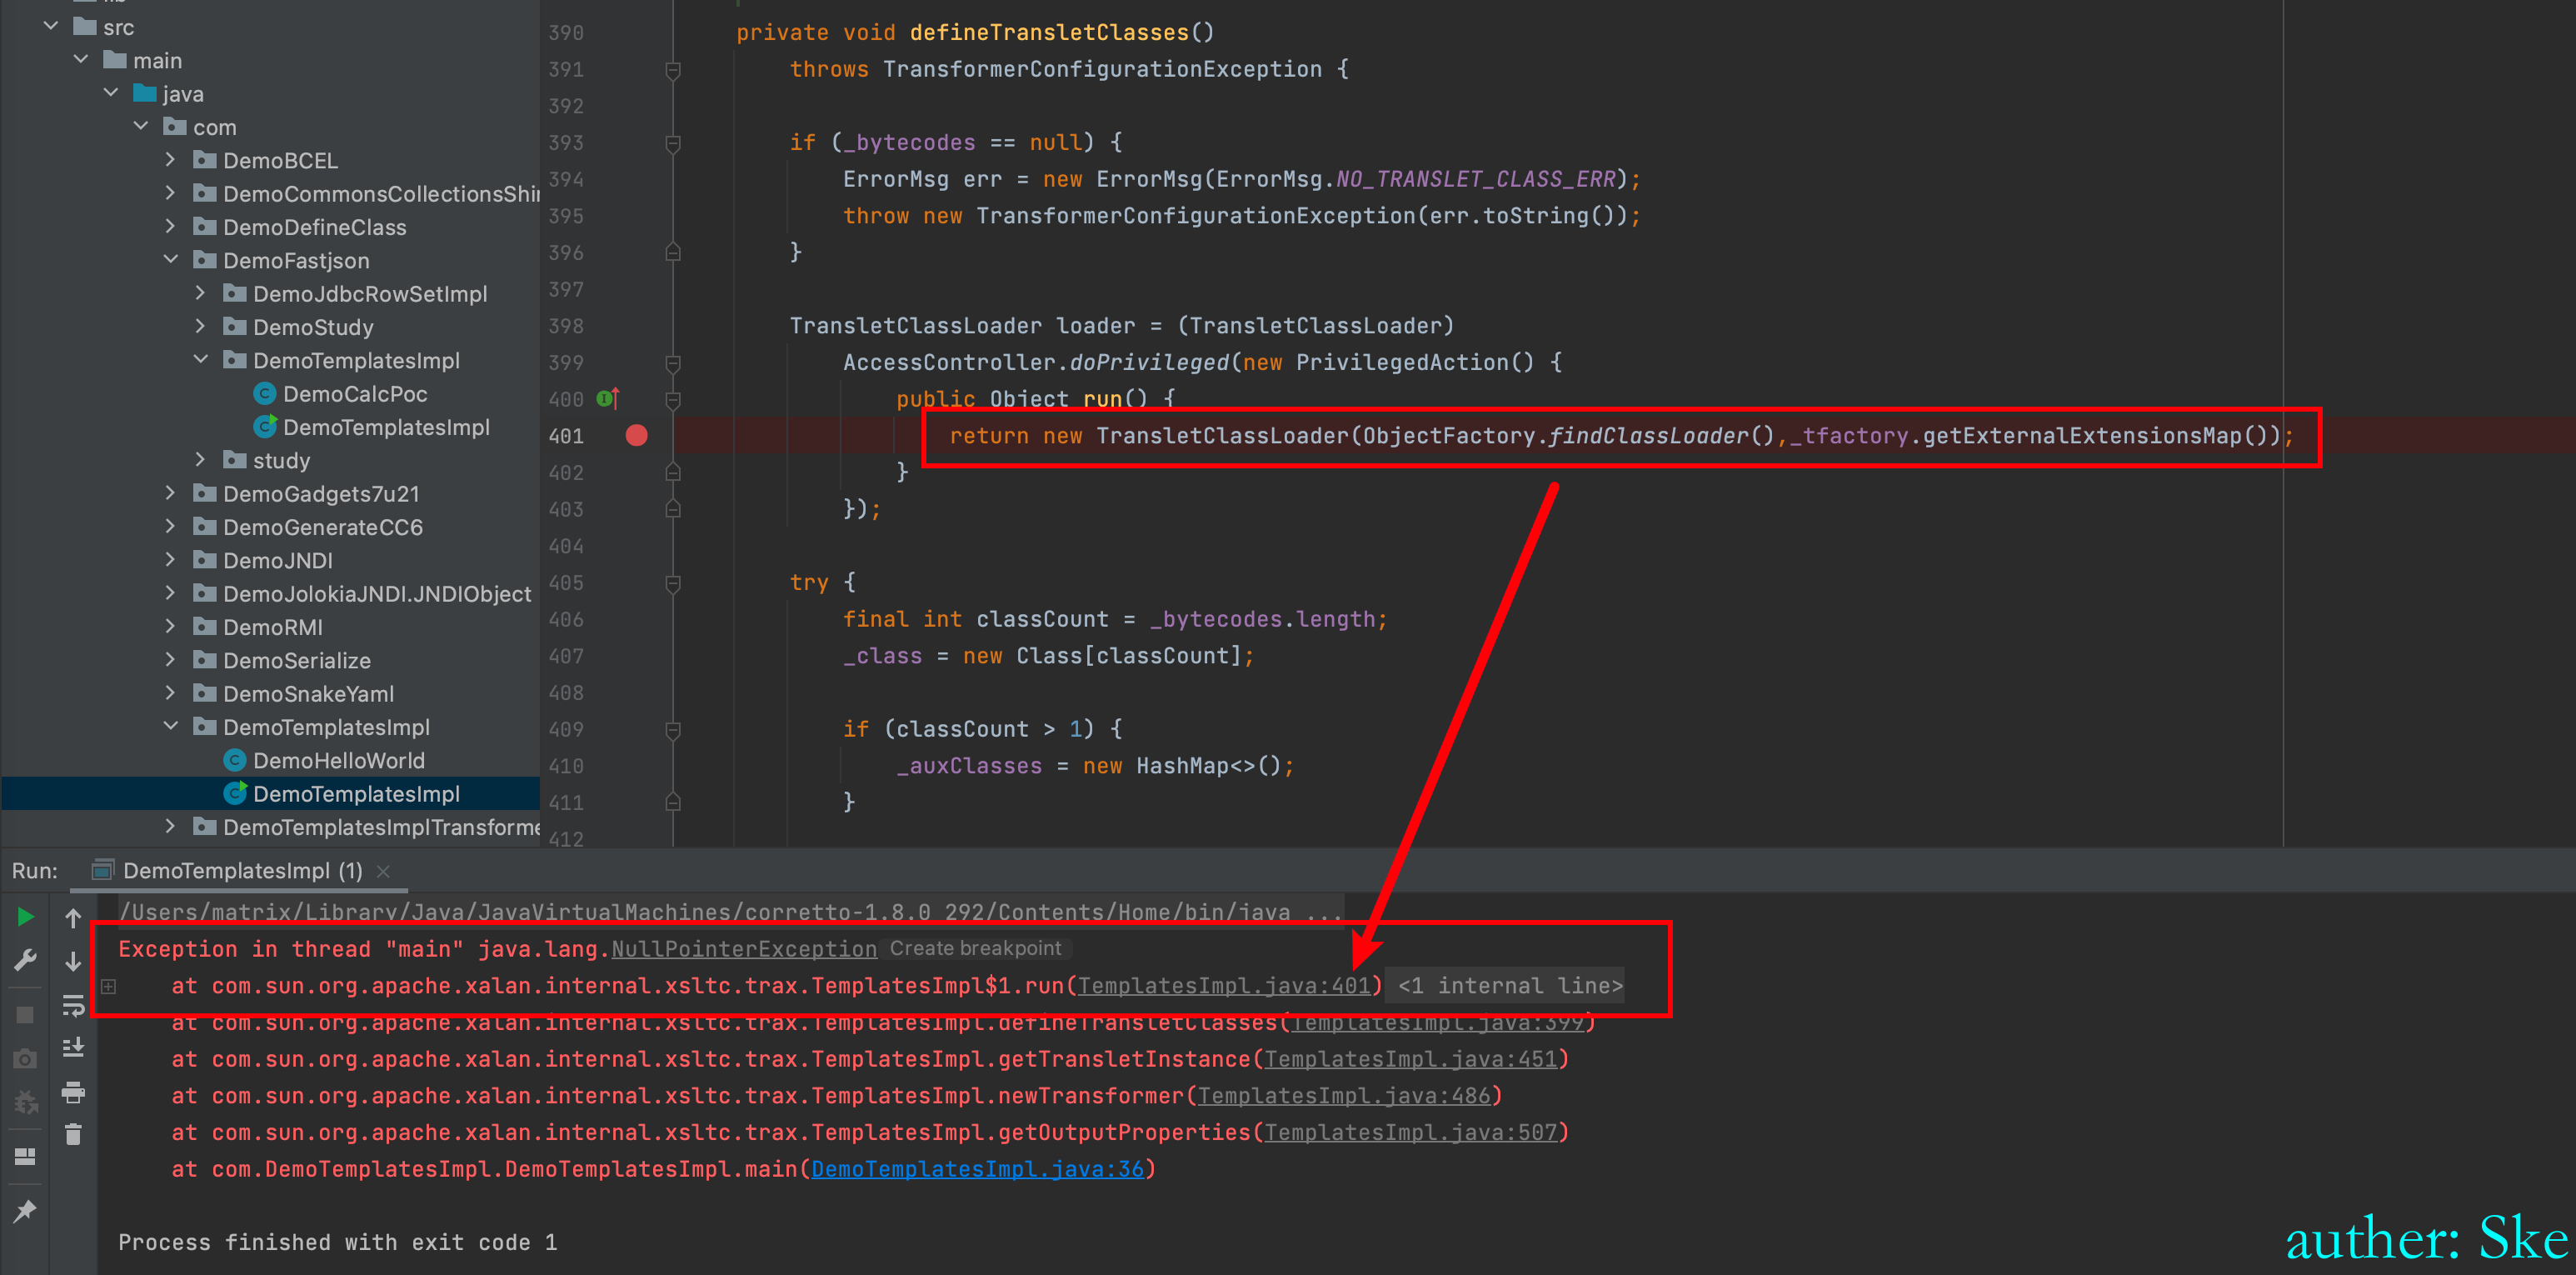 lib
src
main
java
com
DemoBCEL
DemoCommonsCollectionsShir
DemoDefineClass
DemoFastjson
DemoJdbcRowSetImpl
DemoStudy
DemoTemplatesImpl
DemoCalcPoc
DemoTemplatesImpl
study
DemoGadgets7u21
DemoGenerateCC6
DemoJNDI
DemoJolokiaJNDI.JNDIObject
DemoRMI
DemoSerialize
DemoSnakeYaml
DemoTemplatesImpl
DemoHelloWorld
DemoTemplatesImpl
DemoTemplatesImplTransforme
390 private void defineTransletClasses()
391 throws TransformerConfigurationException {
392
393 if (_bytecodes == null) {
394 ErrorMsg err = new ErrorMsg(ErrorMsg.NO_TRANSLET_CLASS_ERR);
395 throw new TransformerConfigurationException(err.toString());
396 }
397
398 TransletClassLoader loader = (TransletClassLoader)
399 AccessController.doPrivileged(new PrivilegedAction() {
400 public Object run() {
401 return new TransletClassLoader(ObjectFactory.findClassLoader(),_tfactory.getExternalExtensionsMap());
402 }
403 });
404
405 try {
406 final int classCount = _bytecodes.length;
407 _class = new Class[classCount];
408
409 if (classCount > 1) {
410 _auxClasses = new HashMap<>();
411 }
412
Run: DemoTemplatesImpl (1)
/Users/matrix/Library/Java/JavaVirtualMachines/corretto-1.8.0_292/Contents/Home/bin/java ...
Exception in thread "main" java.lang.NullPointerException Create breakpoint
at com.sun.org.apache.xalan.internal.xsltc.trax.TemplatesImpl$1.run(TemplatesImpl.java:401) <1 internal line>
at com.sun.org.apache.xalan.internal.xsltc.trax.TemplatesImpl.defineTransletClasses(TemplatesImpl.java:399)
at com.sun.org.apache.xalan.internal.xsltc.trax.TemplatesImpl.getTransletInstance(TemplatesImpl.java:451)
at com.sun.org.apache.xalan.internal.xsltc.trax.TemplatesImpl.newTransformer(TemplatesImpl.java:486)
at com.sun.org.apache.xalan.internal.xsltc.trax.TemplatesImpl.getOutputProperties(TemplatesImpl.java:507)
at com.DemoTemplatesImpl.DemoTemplatesImpl.main(DemoTemplatesImpl.java:36)
Process finished with exit code 1
auther: Ske